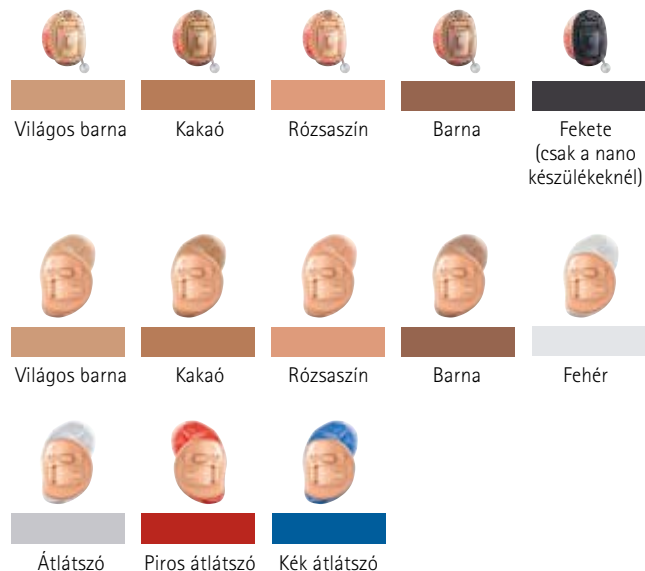 Világos barna
Kakaó
Rózsaszín
Barna
Fekete
(csak a nano
készülékeknél)
Világos barna
Kakaó
Rózsaszín
Barna
Fehér
Átlátszó
Piros átlátszó
Kék átlátszó